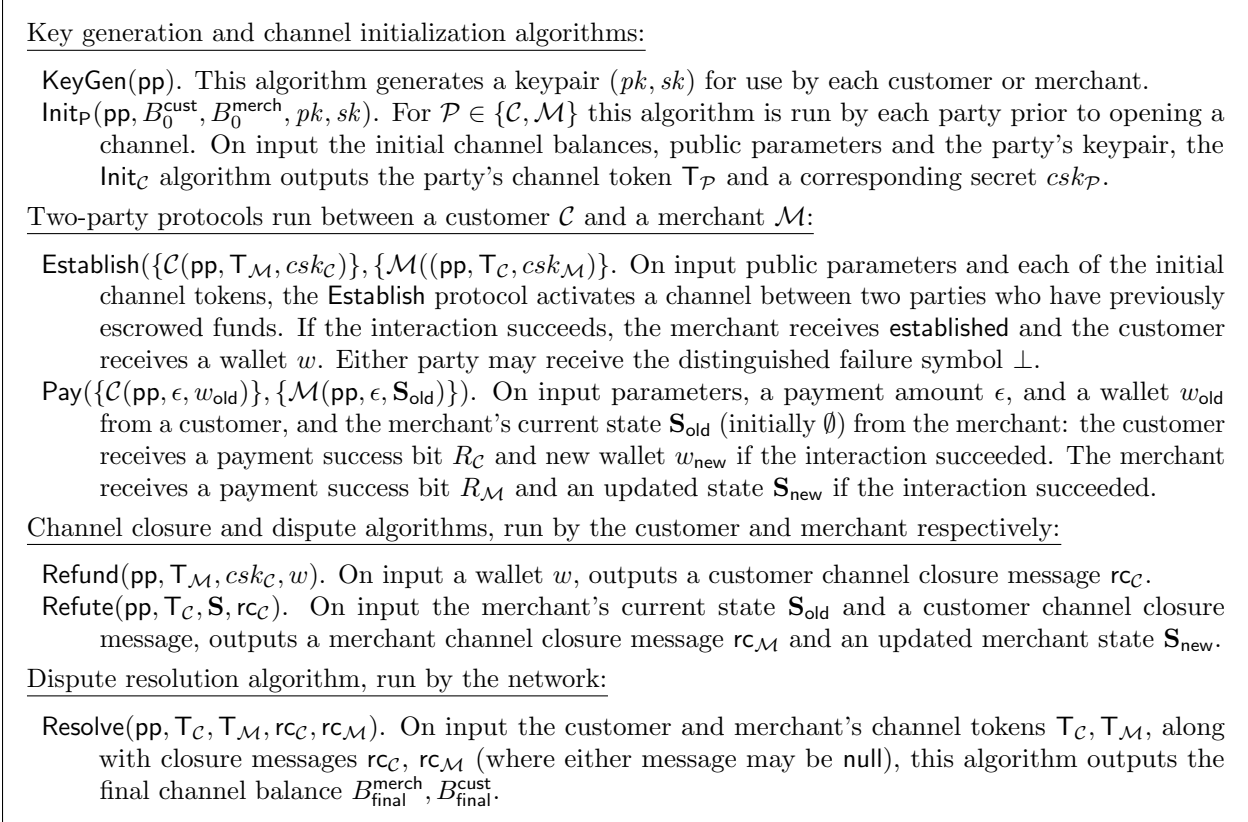 Key generation and channel initialization algorithms:
KeyGen(pp). This algorithm generates a keypair (pk, sk) for use by each customer or merchant.
Init_P(pp, B_0^cust, B_0^merch, pk, sk). For 𝒫 ∈ {𝒞, ℳ} this algorithm is run by each party prior to opening a
channel. On input the initial channel balances, public parameters and the party's keypair, the
Init_𝒞 algorithm outputs the party's channel token T_𝒫 and a corresponding secret csk_𝒫.
Two-party protocols run between a customer 𝒞 and a merchant ℳ:
Establish({𝒞(pp, T_ℳ, csk_𝒞)}, {ℳ((pp, T_𝒞, csk_ℳ)}. On input public parameters and each of the initial
channel tokens, the Establish protocol activates a channel between two parties who have previously
escrowed funds. If the interaction succeeds, the merchant receives established and the customer
receives a wallet w. Either party may receive the distinguished failure symbol ⊥.
Pay({𝒞(pp, ϵ, w_old)}, {ℳ(pp, ϵ, S_old)}). On input parameters, a payment amount ϵ, and a wallet w_old
from a customer, and the merchant's current state S_old (initially ∅) from the merchant: the customer
receives a payment success bit R_𝒞 and new wallet w_new if the interaction succeeded. The merchant
receives a payment success bit R_ℳ and an updated state S_new if the interaction succeeded.
Channel closure and dispute algorithms, run by the customer and merchant respectively:
Refund(pp, T_ℳ, csk_𝒞, w). On input a wallet w, outputs a customer channel closure message rc_𝒞.
Refute(pp, T_𝒞, S, rc_𝒞). On input the merchant's current state S_old and a customer channel closure
message, outputs a merchant channel closure message rc_ℳ and an updated merchant state S_new.
Dispute resolution algorithm, run by the network:
Resolve(pp, T_𝒞, T_ℳ, rc_𝒞, rc_ℳ). On input the customer and merchant's channel tokens T_𝒞, T_ℳ, along
with closure messages rc_𝒞, rc_ℳ (where either message may be null), this algorithm outputs the
final channel balance B_final^merch, B_final^cust.